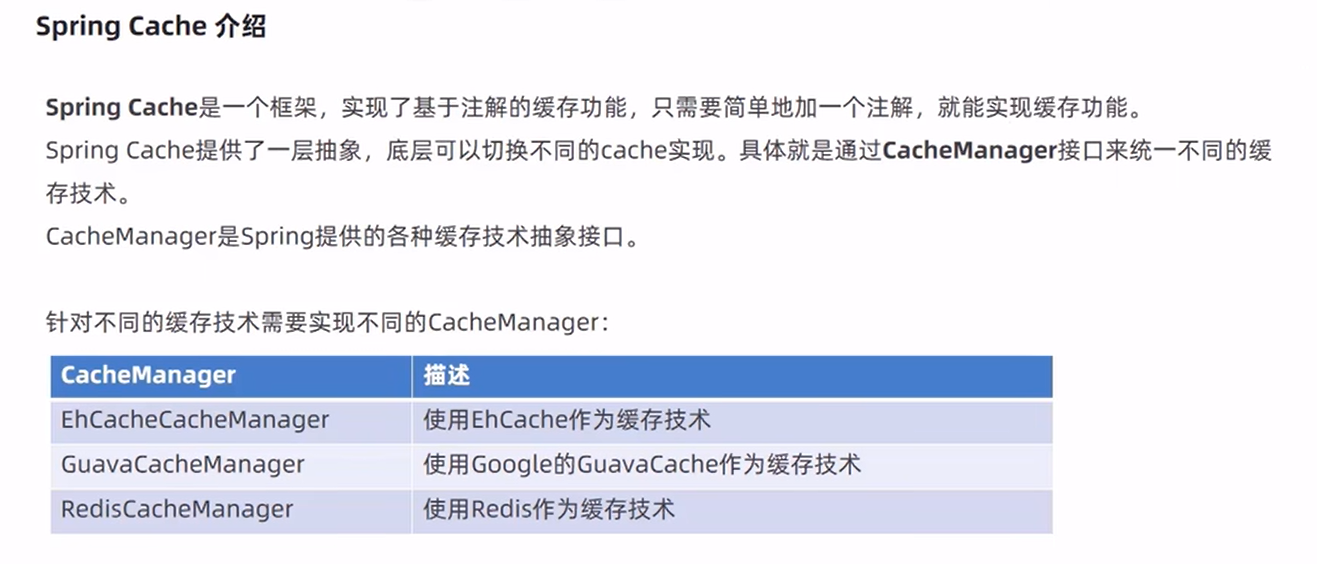 Spring Cache 介绍
Spring Cache是一个框架，实现了基于注解的缓存功能，只需要简单地加一个注解，就能实现缓存功能。
Spring Cache提供了一层抽象，底层可以切换不同的cache实现。具体就是通过CacheManager接口来统一不同的缓
存技术。
CacheManager是Spring提供的各种缓存技术抽象接口。
针对不同的缓存技术需要实现不同的CacheManager：
CacheManager 描述
EhCacheCacheManager 使用EhCache作为缓存技术
GuavaCacheManager 使用Google的GuavaCache作为缓存技术
RedisCacheManager 使用Redis作为缓存技术